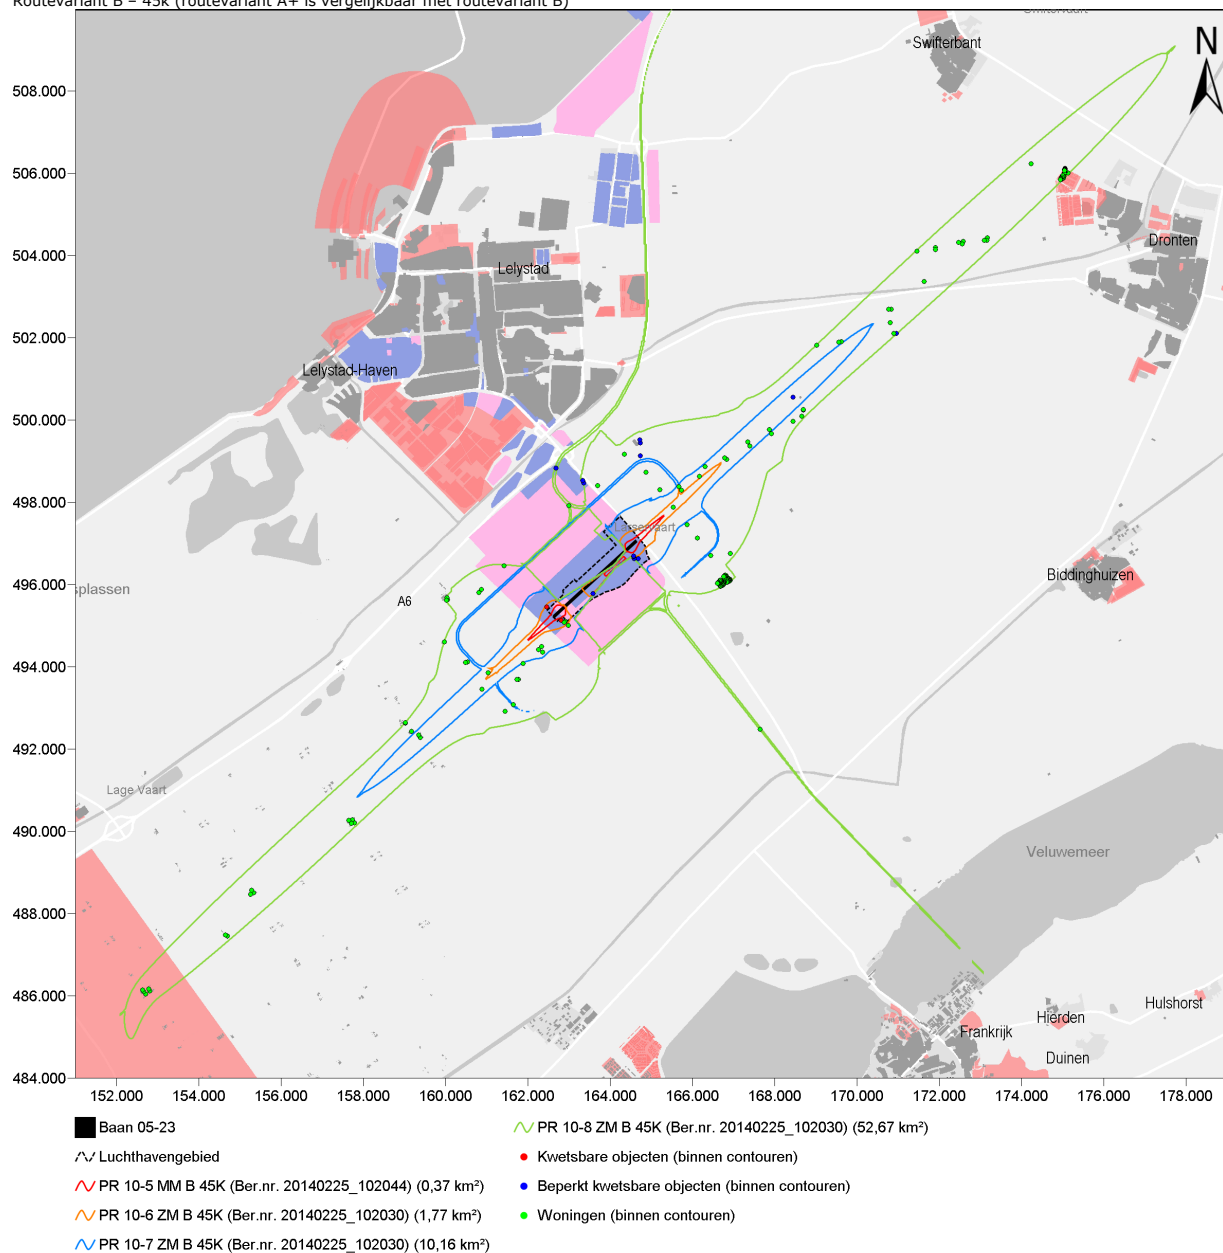 Routevariant B – 45k (routevariant A+ is vergelijkbaar met routevariant B)
Swifterbant
N
508.000
506.000
504.000
502.000
500.000
498.000
496.000
494.000
492.000
490.000
488.000
486.000
484.000
Dronten
Lelystad
Lelystad-Haven
Larservaart
Biddinghuizen
splassen
A6
Lage Vaart
Veluwemeer
Hulshorst
Hierden
Frankrijk
Duinen
152.000 154.000 156.000 158.000 160.000 162.000 164.000 166.000 168.000 170.000 172.000 174.000 176.000 178.000
Baan 05-23
Luchthavengebied
PR 10-5 MM B 45K (Ber.nr. 20140225_102044) (0,37 km²)
PR 10-6 ZM B 45K (Ber.nr. 20140225_102030) (1,77 km²)
PR 10-7 ZM B 45K (Ber.nr. 20140225_102030) (10,16 km²)
PR 10-8 ZM B 45K (Ber.nr. 20140225_102030) (52,67 km²)
Kwetsbare objecten (binnen contouren)
Beperkt kwetsbare objecten (binnen contouren)
Woningen (binnen contouren)